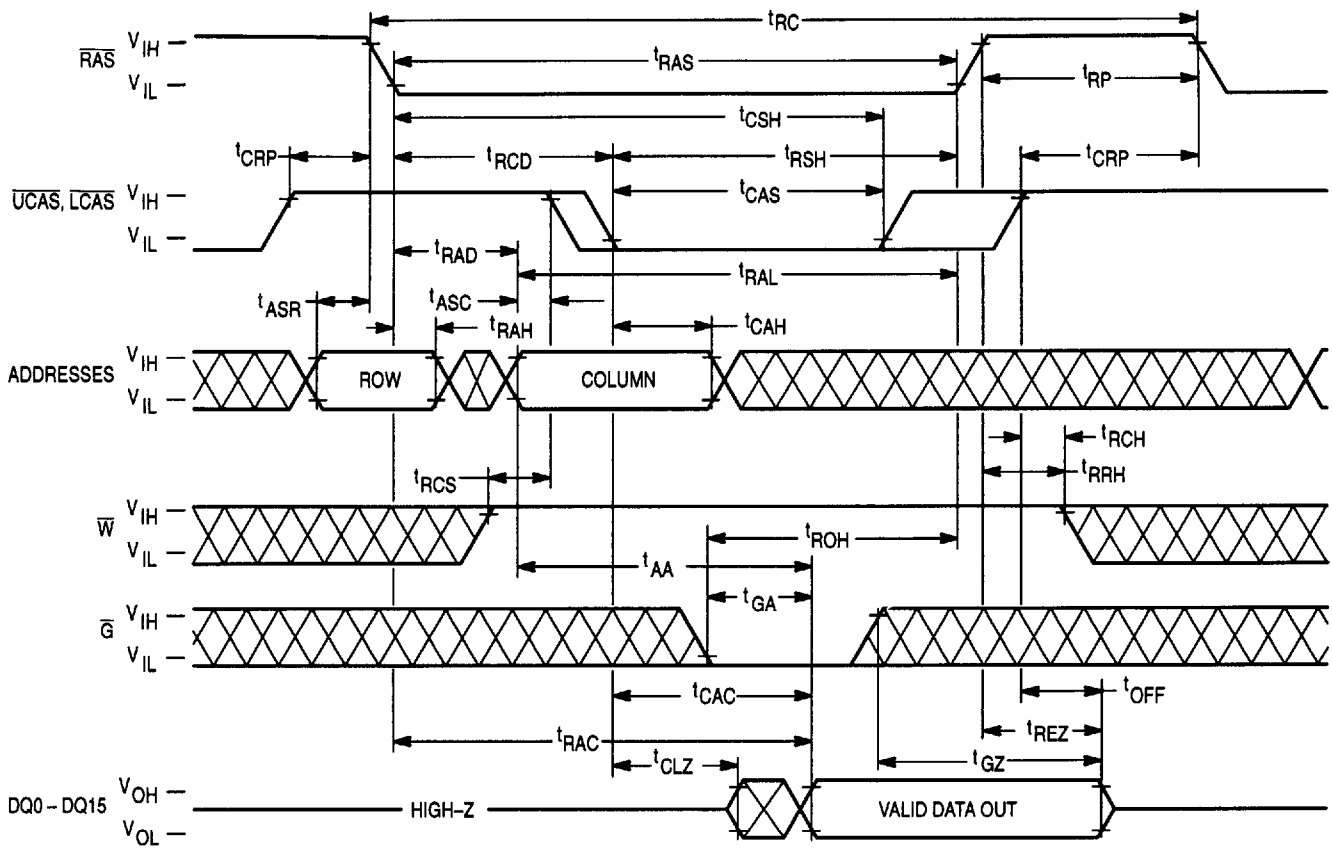 tRC
RAS VIH
VIL
tRAS
tRP
tCSH
tCRP
tRCD
tRSH
tCRP
UCAS, LCAS VIH
VIL
tCAS
tRAD
tRAL
tASR
tASC
tRAH
tCAH
ADDRESSES VIH
VIL
ROW
COLUMN
tRCH
tRCS
tRRH
W VIH
VIL
tROH
tAA
tGA
G VIH
VIL
tCAC
tOFF
tRAC
tREZ
tCLZ
tGZ
DQ0 – DQ15 VOH
VOL
HIGH–Z
VALID DATA OUT